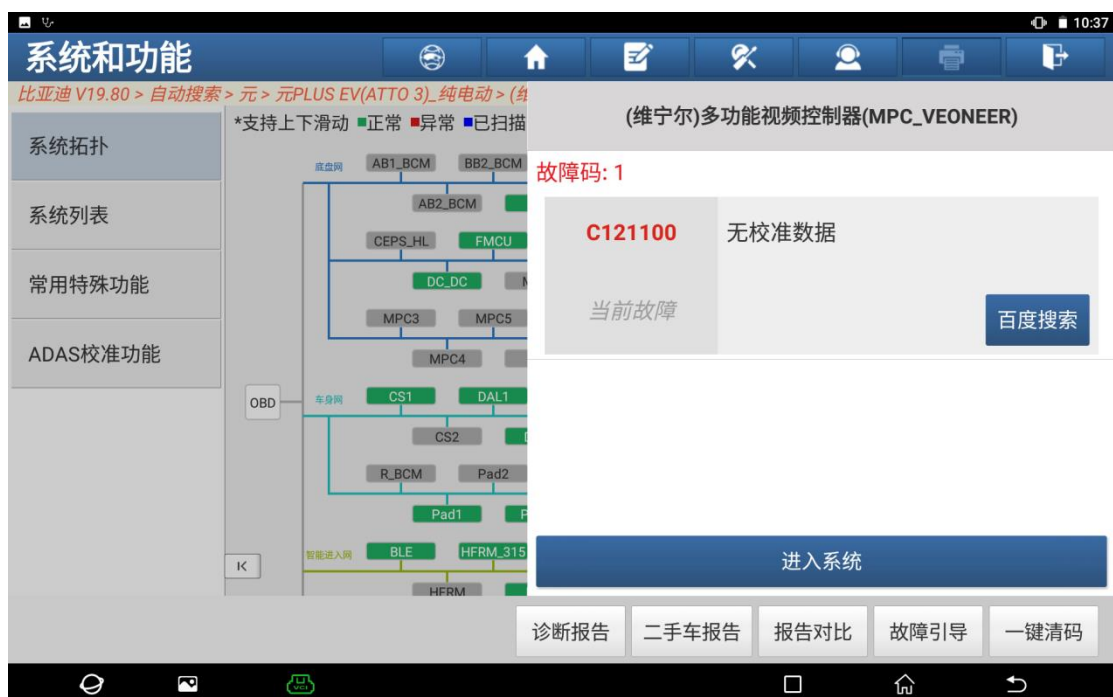 10:37
系统和功能
比亚迪 V19.80 > 自动搜索 > 元 > 元PLUS EV(ATTO 3)_纯电动 > (维
系统拓扑
系统列表
常用特殊功能
ADAS校准功能
*支持上下滑动 ■正常 ■异常 ■已扫描
底盘网 AB1_BCM BB2_BCM
AB2_BCM
CEPS_HL FMCU
DC_DC
MPC3 MPC5
MPC4
OBD
车身网 CS1 DAL1
CS2
R_BCM Pad2
Pad1
智能进入网 BLE HFRM_315
HFRM
(维宁尔)多功能视频控制器(MPC_VEONEER)
故障码: 1
C121100 无校准数据
当前故障
百度搜索
进入系统
诊断报告 二手车报告 报告对比 故障引导 一键清码
VCI